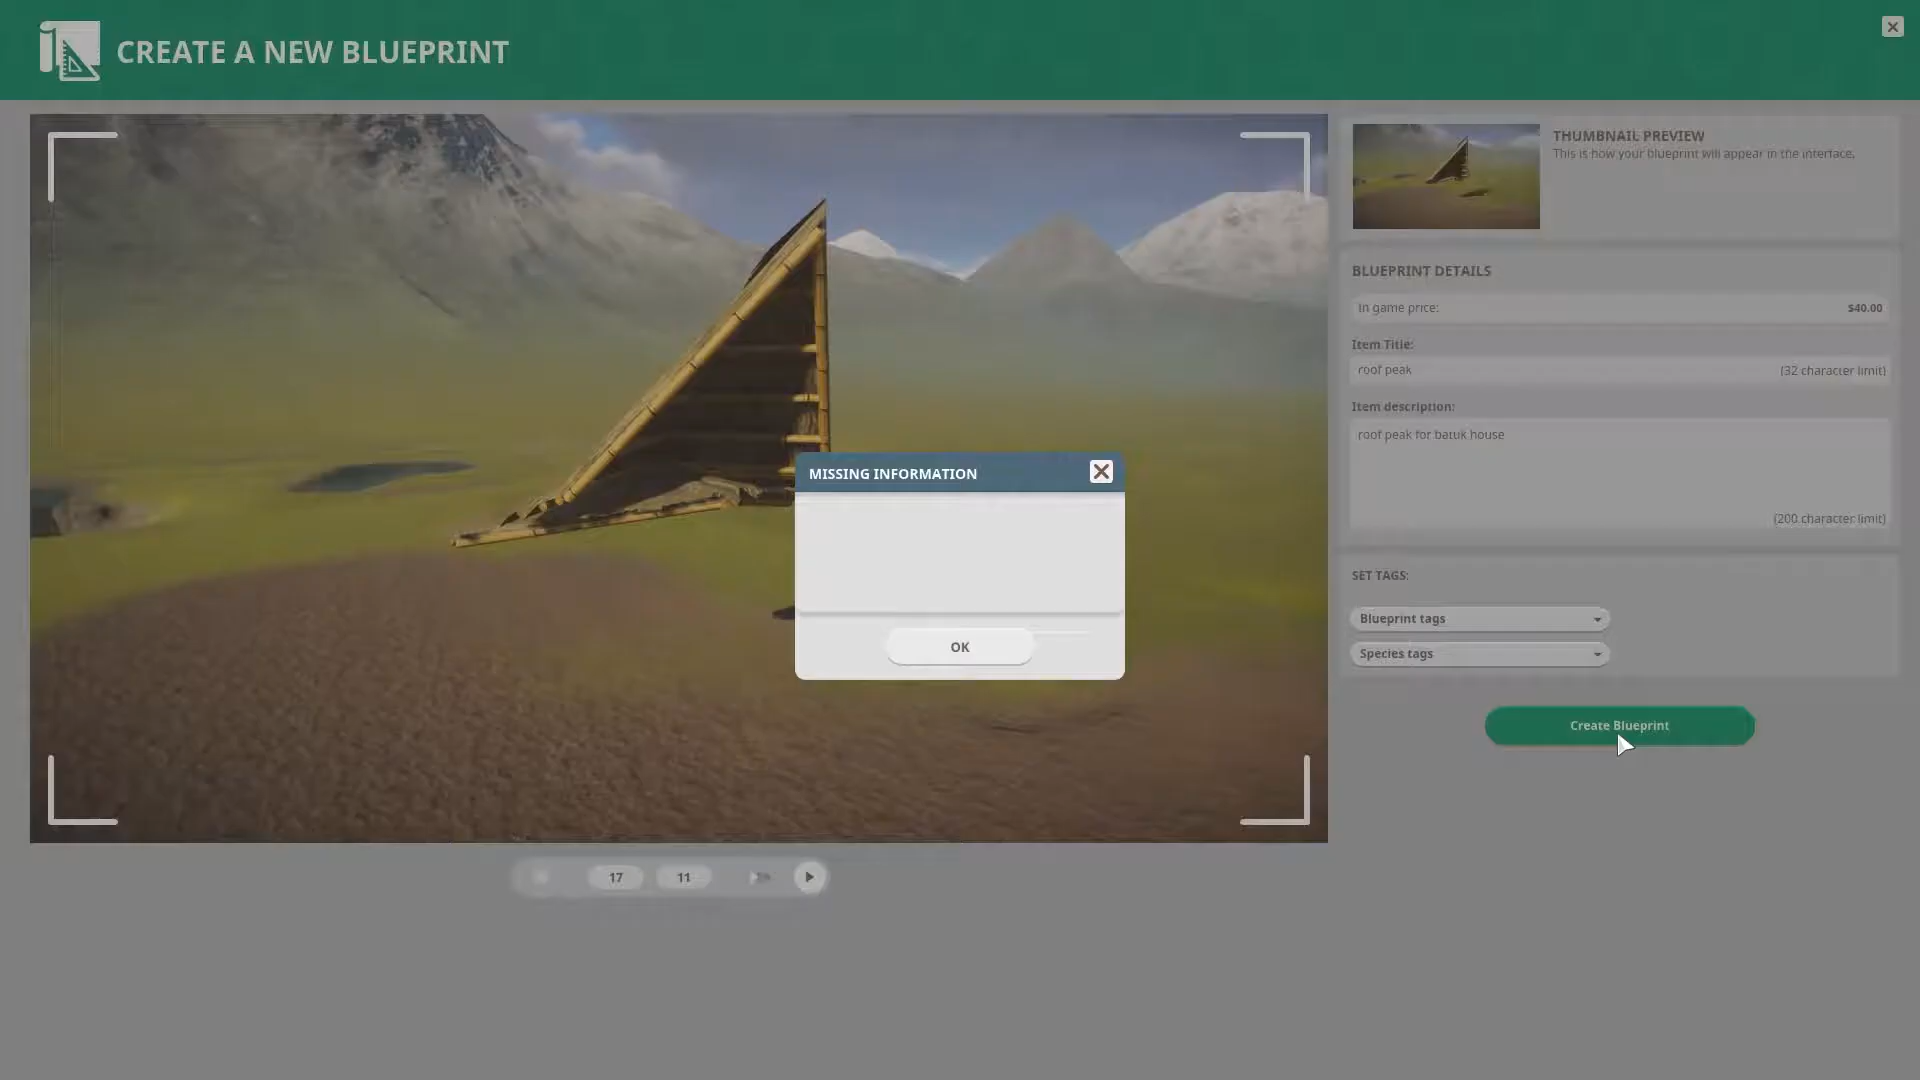 CREATE A NEW BLUEPRINT
THUMBNAIL PREVIEW
This is how your blueprint will appear in the interface.
BLUEPRINT DETAILS
In game price: $40.00
Item Title:
roof peak (32 character limit)
Item description:
roof peak for batuk house
(200 character limit)
MISSING INFORMATION
OK
SET TAGS:
Blueprint tags
Species tags
Create Blueprint
17 11